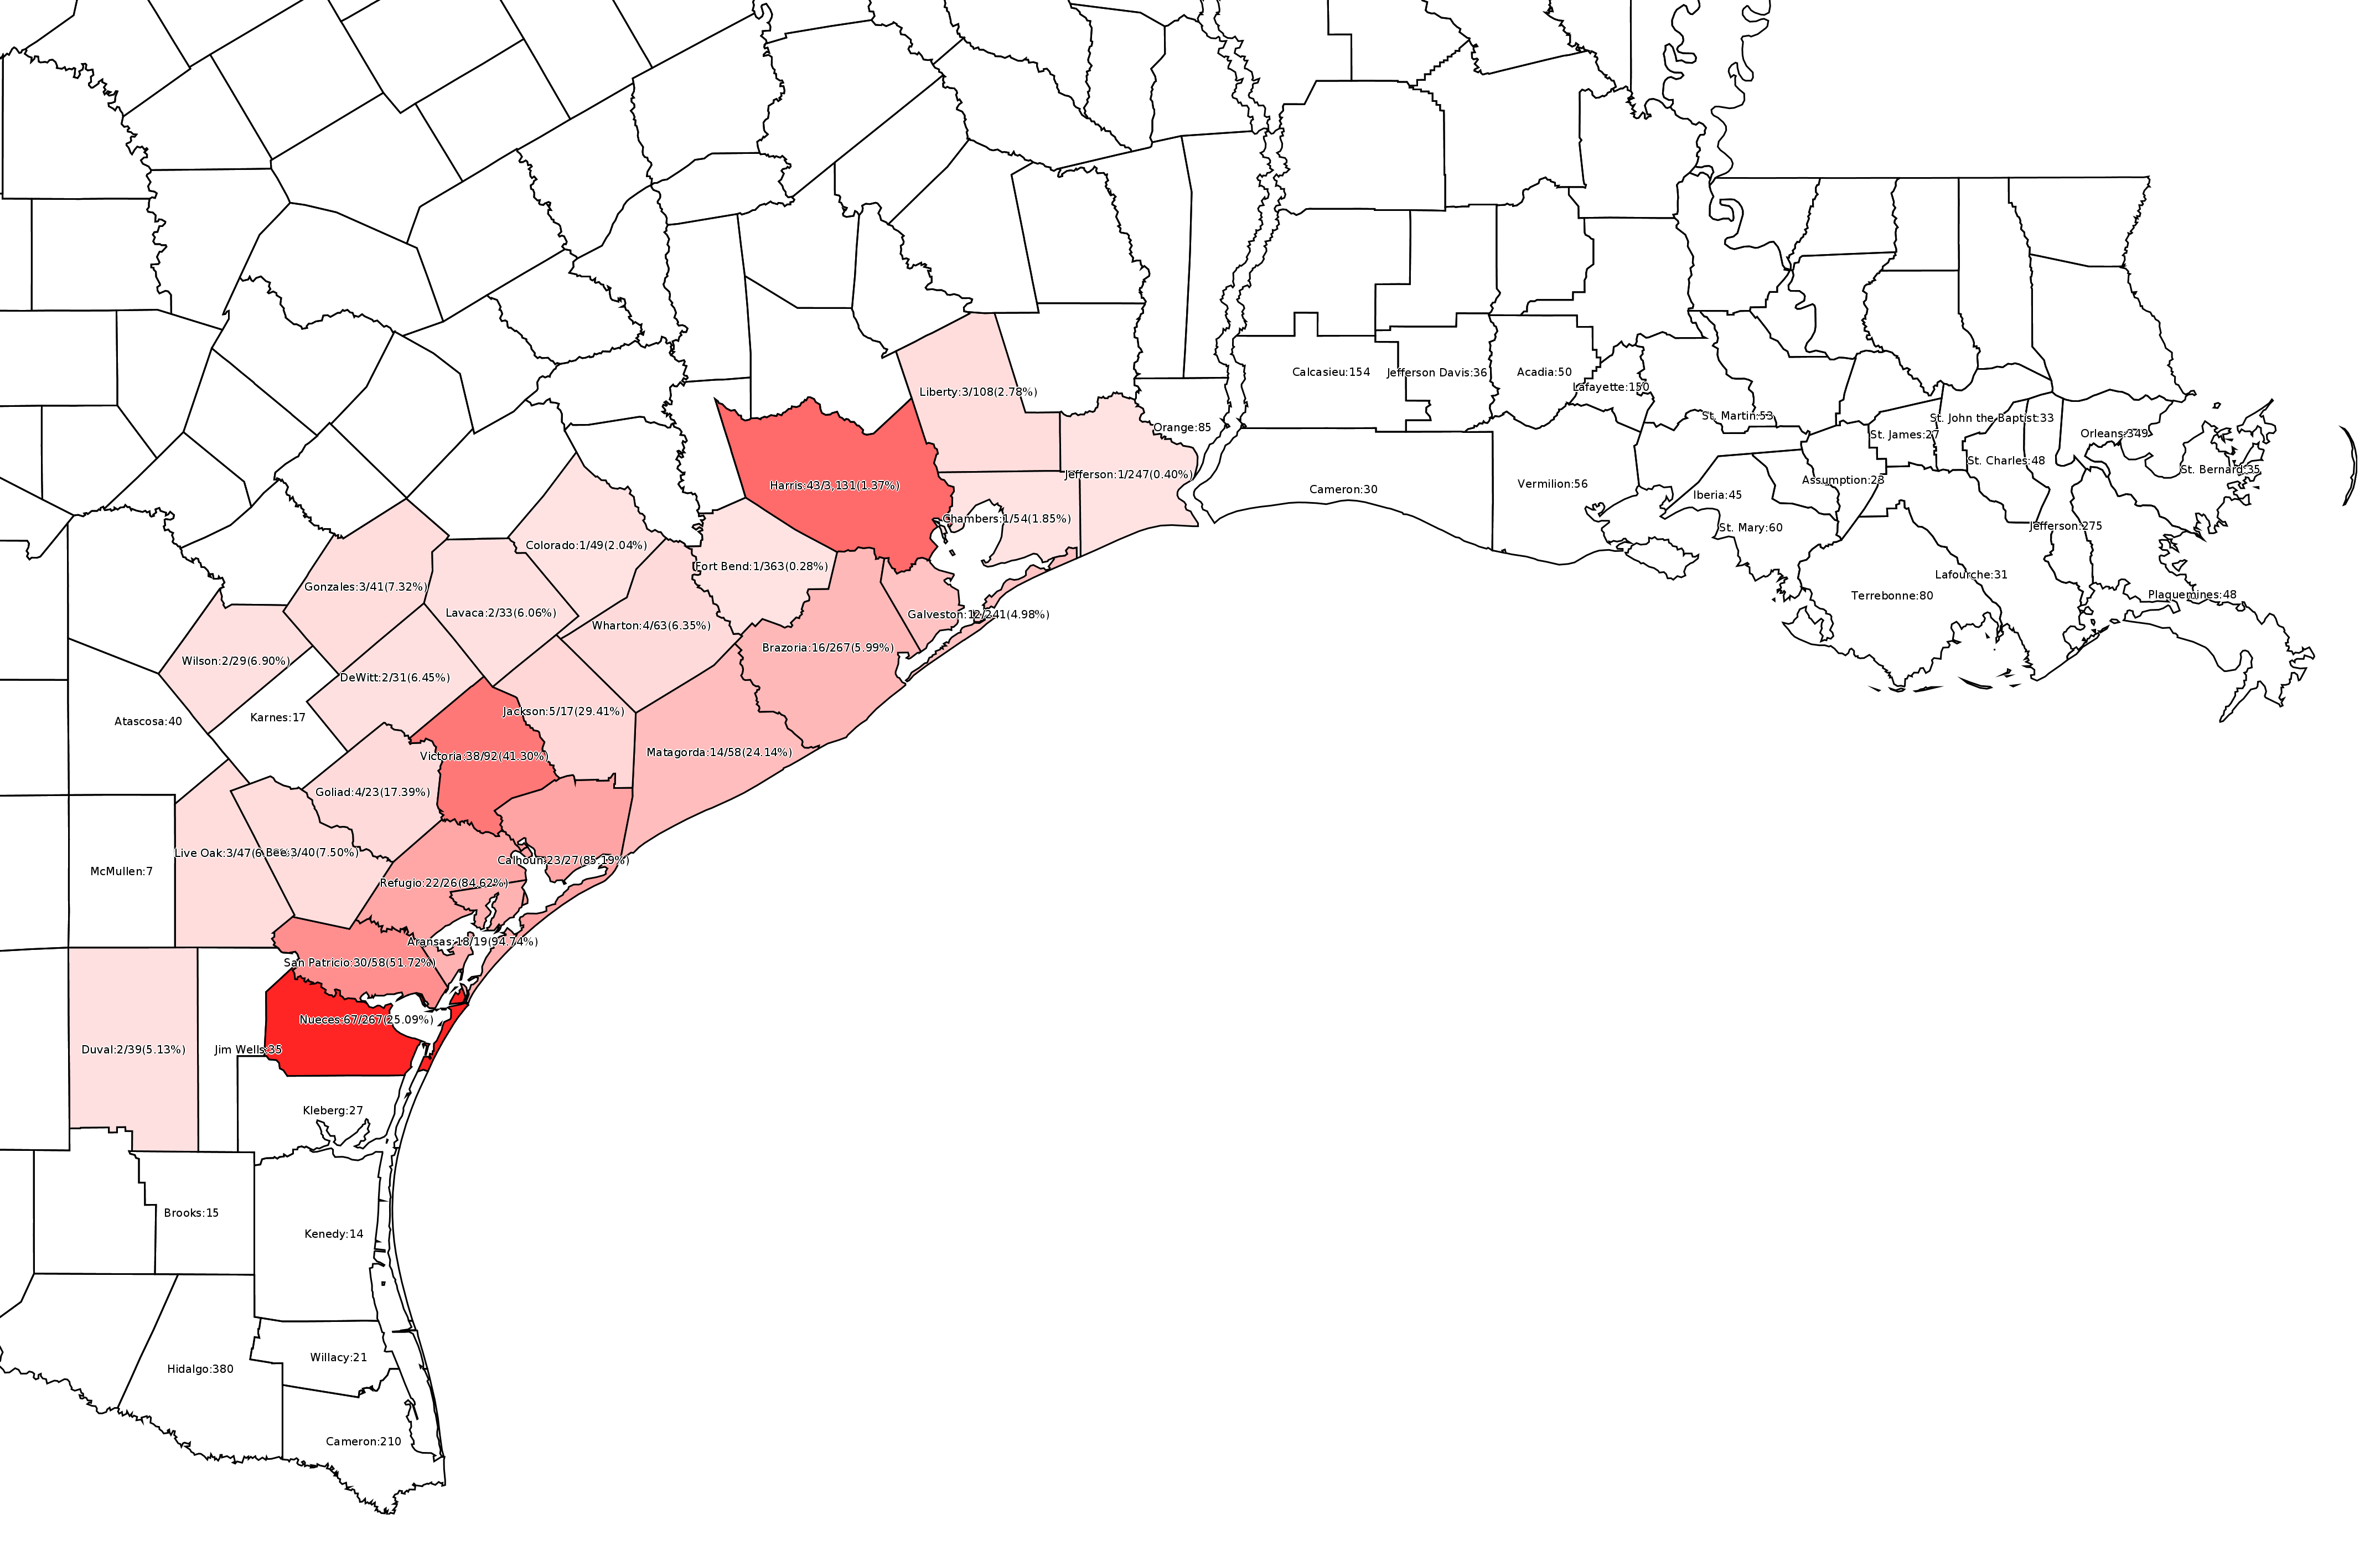 Calcasieu:154
Jefferson Davis:36
Acadia:50
Lafayette:150
Liberty:3/108(2.78%)
St. Martin:53
St. John the Baptist:33
Orange:85
Orleans:349
St. James:27
St. Charles:48
St. Bernard:35
Jefferson:1/247(0.40%)
Assumption:23
Harris:43/3,131(1.37%)
Vermilion:56
Cameron:30
Iberia:45
Chambers:1/54(1.85%)
Jefferson:275
St. Mary:60
Colorado:1/49(2.04%)
Fort Bend:1/363(0.28%)
Lafourche:31
Gonzales:3/41(7.32%)
Terrebonne:80
Plaquemines:48
Lavaca:2/33(6.06%)
Galveston:12/241(4.98%)
Wharton:4/63(6.35%)
Brazoria:16/267(5.99%)
Wilson:2/29(6.90%)
DeWitt:2/31(6.45%)
Jackson:5/17(29.41%)
Karnes:17
Atascosa:40
Matagorda:14/58(24.14%)
Victoria:38/92(41.30%)
Goliad:4/23(17.39%)
Live Oak:3/47(6
Bee:3/40(7.50%)
Calhoun:23/27(85.19%)
McMullen:7
Refugio:22/26(84.62%)
Aransas:18/19(94.74%)
San Patricio:30/58(51.72%)
Nueces:67/267(25.09%)
Duval:2/39(5.13%)
Jim Wells:35
Kleberg:27
Brooks:15
Kenedy:14
Willacy:21
Hidalgo:380
Cameron:210